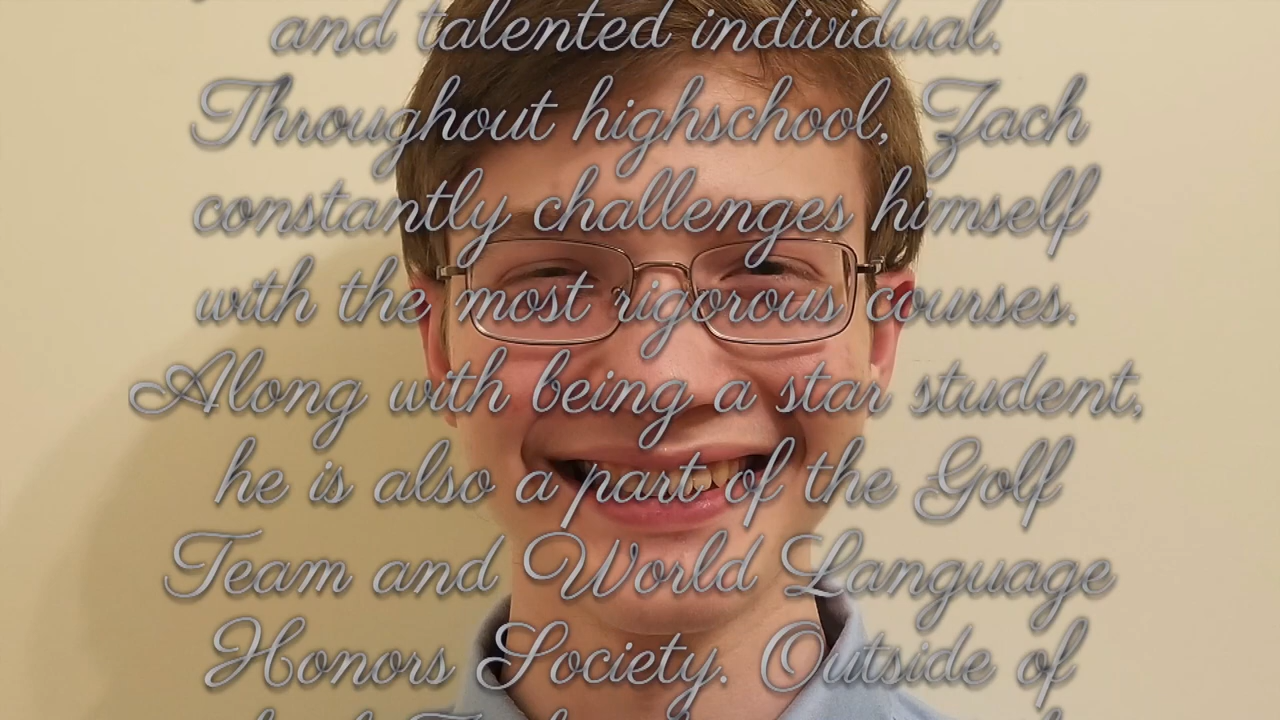 and talented individual.
Throughout highschool, Zach
constantly challenges himself
with the most rigorous courses.
Along with being a star student,
he is also a part of the Golf
Team and World Language
Honors Society. Outside of